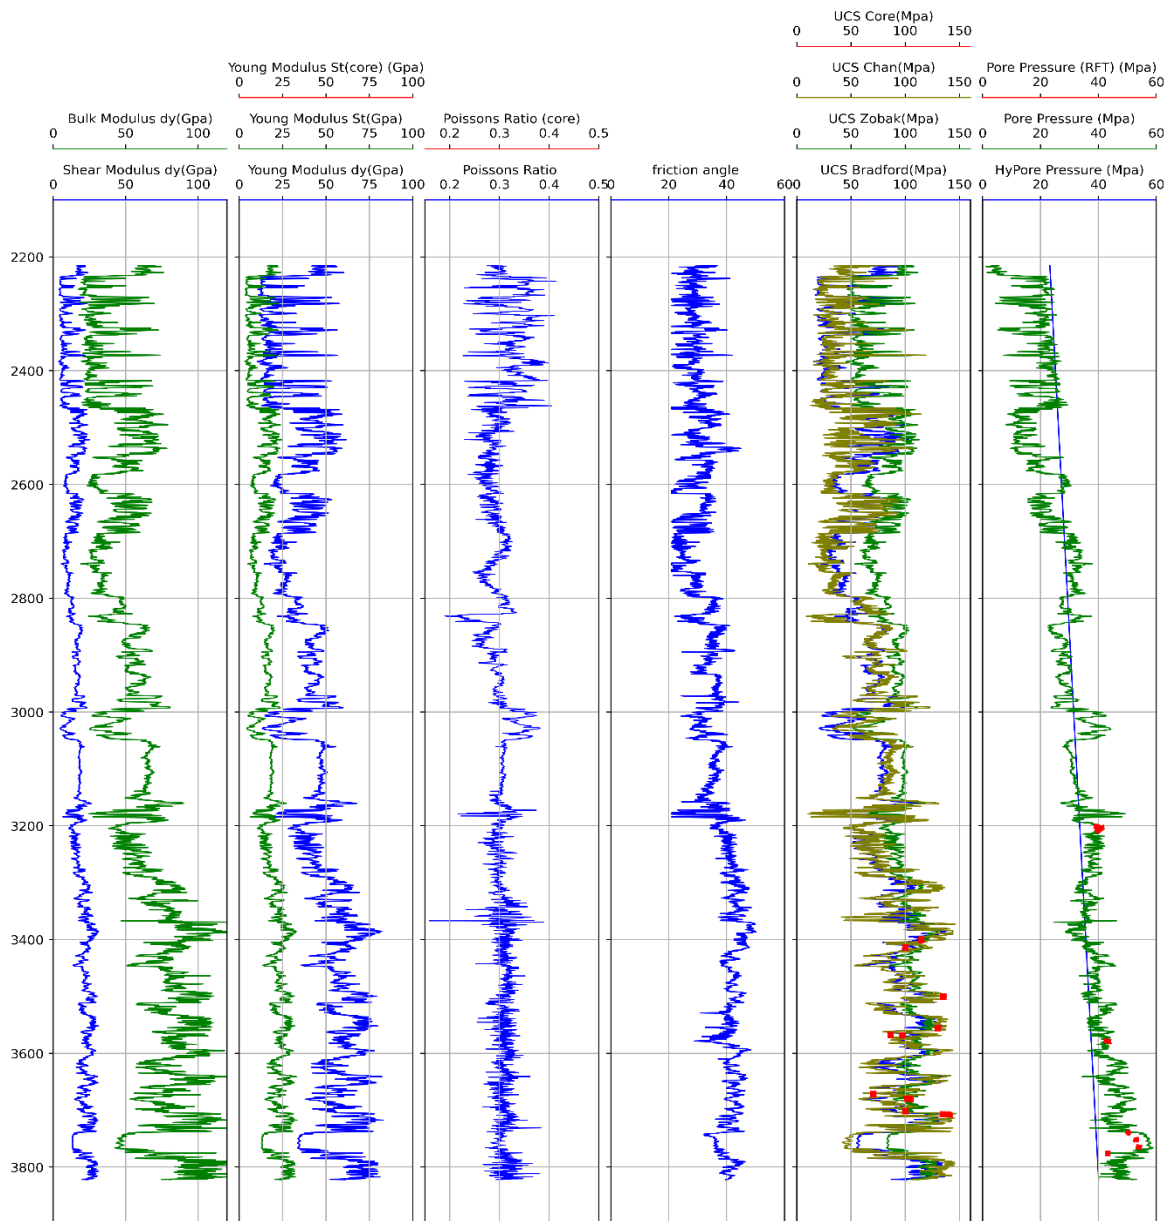 UCS Core(Mpa)
0 50 100 150
Young Modulus St(core) (Gpa) UCS Chan(Mpa) Pore Pressure (RFT) (Mpa)
0 25 50 75 100 0 50 100 150 0 20 40 60
Bulk Modulus dy(Gpa) Young Modulus St(Gpa) Poissons Ratio (core) UCS Zobak(Mpa) Pore Pressure (Mpa)
0 50 100 0 25 50 75 100 0.2 0.3 0.4 0.5 0 50 100 150 0 20 40 60
Shear Modulus dy(Gpa) Young Modulus dy(Gpa) Poissons Ratio friction angle UCS Bradford(Mpa) HyPore Pressure (Mpa)
0 50 100 0 25 50 75 100 0.2 0.3 0.4 0.5 20 40 60 0 50 100 150 0 20 40 60
2200
2400
2600
2800
3000
3200
3400
3600
3800